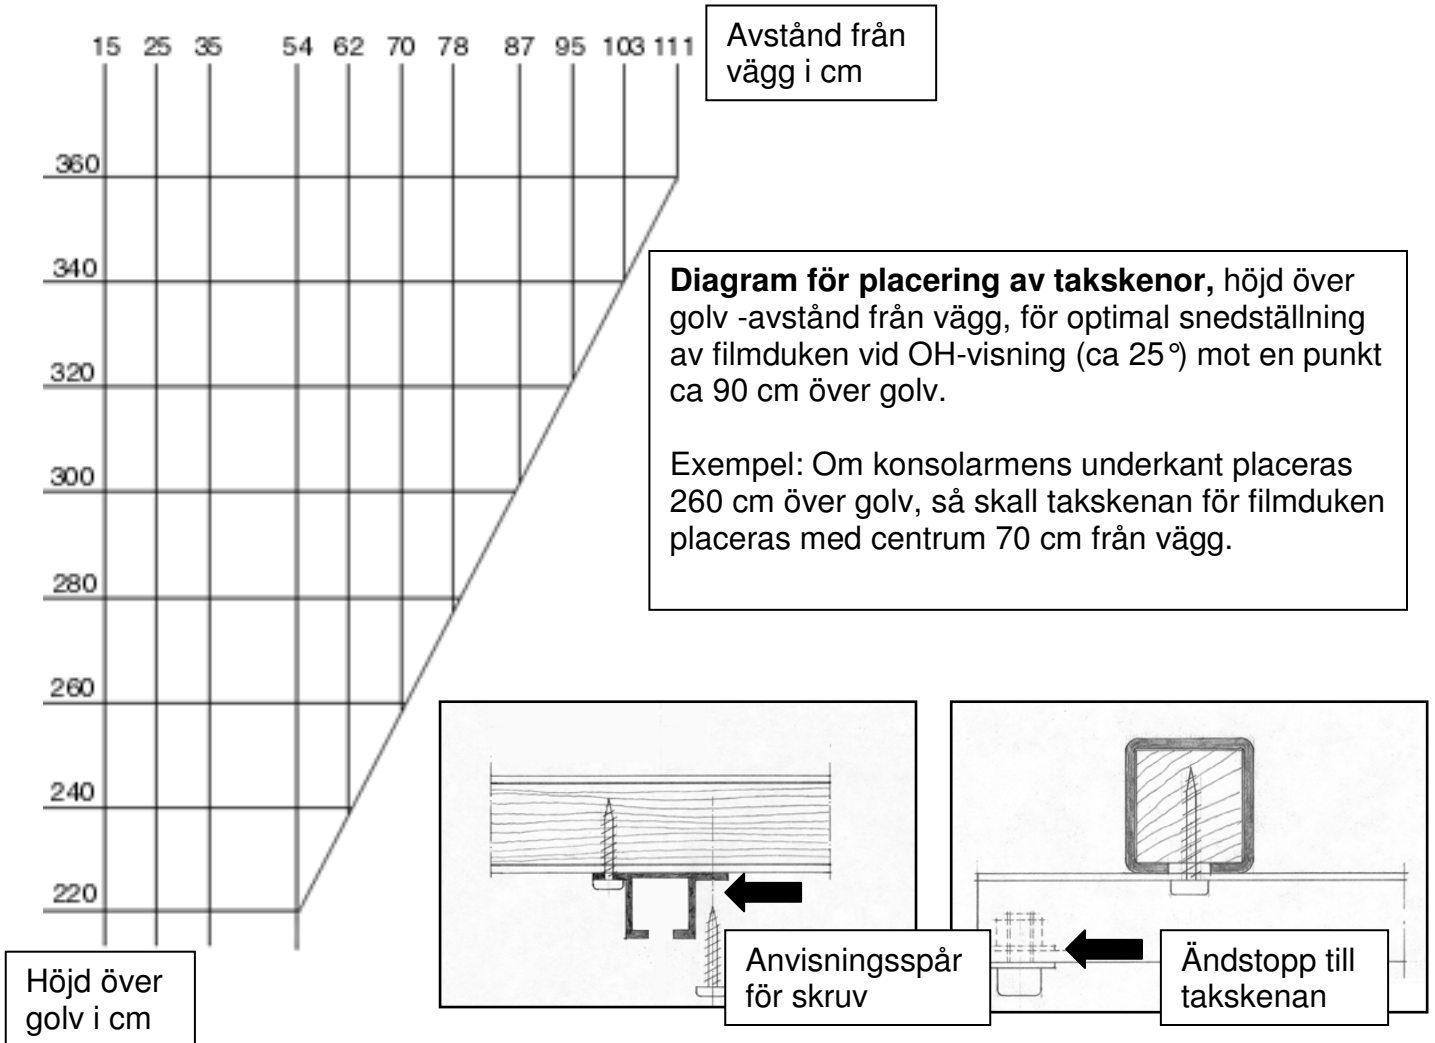 15 25 35 54 62 70 78 87 95 103 111
Avstånd från
vägg i cm
360
340
320
300
280
260
240
220
Höjd över
golv i cm
Diagram för placering av takskenor, höjd över
golv -avstånd från vägg, för optimal snedställning
av filmduken vid OH-visning (ca 25°) mot en punkt
ca 90 cm över golv.
Exempel: Om konsolarmens underkant placeras
260 cm över golv, så skall takskenan för filmduken
placeras med centrum 70 cm från vägg.
Anvisningsspår
för skruv
Ändstopp till
takskenan